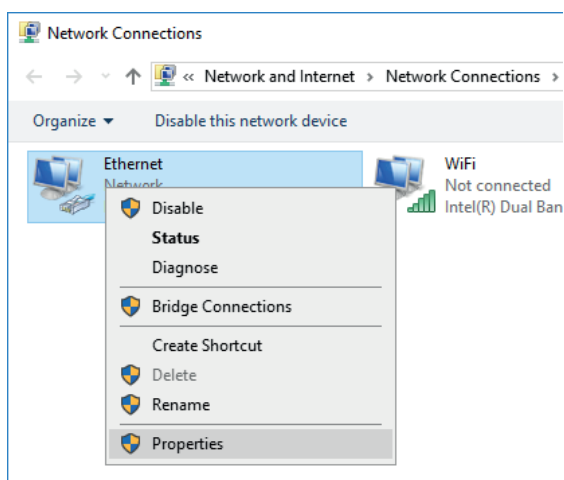 Network Connections
« Network and Internet > Network Connections >
Organize Disable this network device
Ethernet
Network
WiFi
Not connected
Intel(R) Dual Ban
Disable
Status
Diagnose
Bridge Connections
Create Shortcut
Delete
Rename
Properties